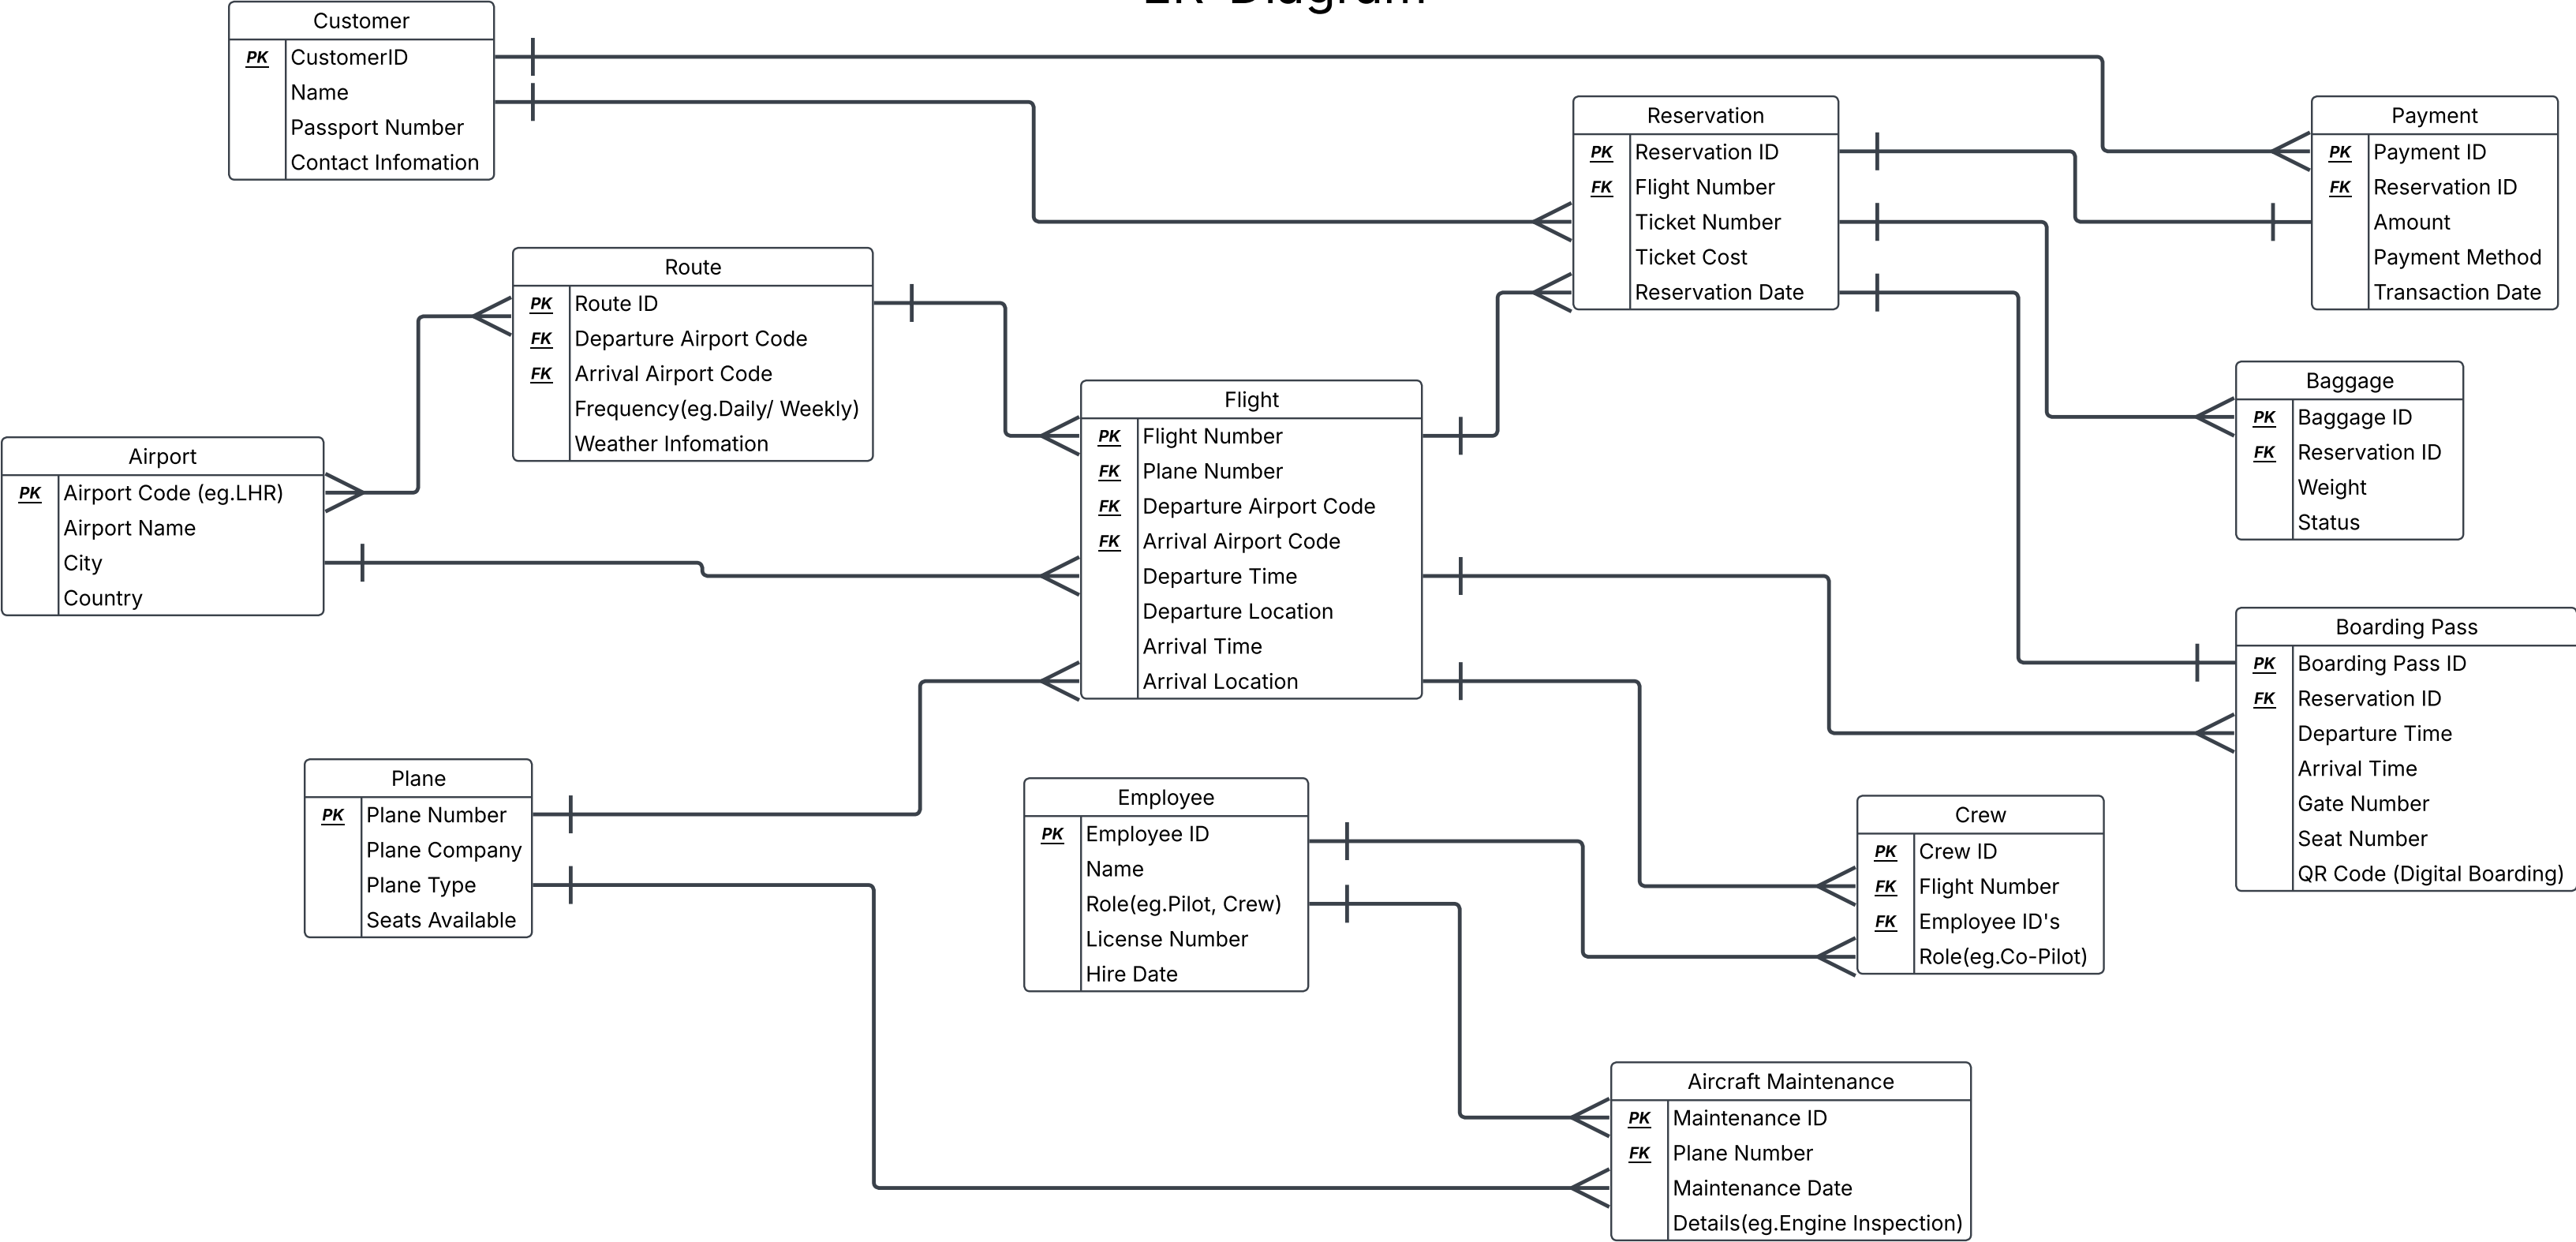 ER-Diagram
Customer
PK CustomerID
Name
Passport Number
Contact Infomation
Reservation
PK Reservation ID
FK Flight Number
Ticket Number
Ticket Cost
Reservation Date
Payment
PK Payment ID
FK Reservation ID
Amount
Payment Method
Transaction Date
Route
PK Route ID
FK Departure Airport Code
FK Arrival Airport Code
Frequency(eg.Daily/ Weekly)
Weather Infomation
Airport
PK Airport Code (eg.LHR)
Airport Name
City
Country
Flight
PK Flight Number
FK Plane Number
FK Departure Airport Code
FK Arrival Airport Code
Departure Time
Departure Location
Arrival Time
Arrival Location
Baggage
PK Baggage ID
FK Reservation ID
Weight
Status
Boarding Pass
PK Boarding Pass ID
FK Reservation ID
Departure Time
Arrival Time
Gate Number
Seat Number
QR Code (Digital Boarding)
Plane
PK Plane Number
Plane Company
Plane Type
Seats Available
Employee
PK Employee ID
Name
Role(eg.Pilot, Crew)
License Number
Hire Date
Crew
PK Crew ID
FK Flight Number
FK Employee ID's
Role(eg.Co-Pilot)
Aircraft Maintenance
PK Maintenance ID
FK Plane Number
Maintenance Date
Details(eg.Engine Inspection)